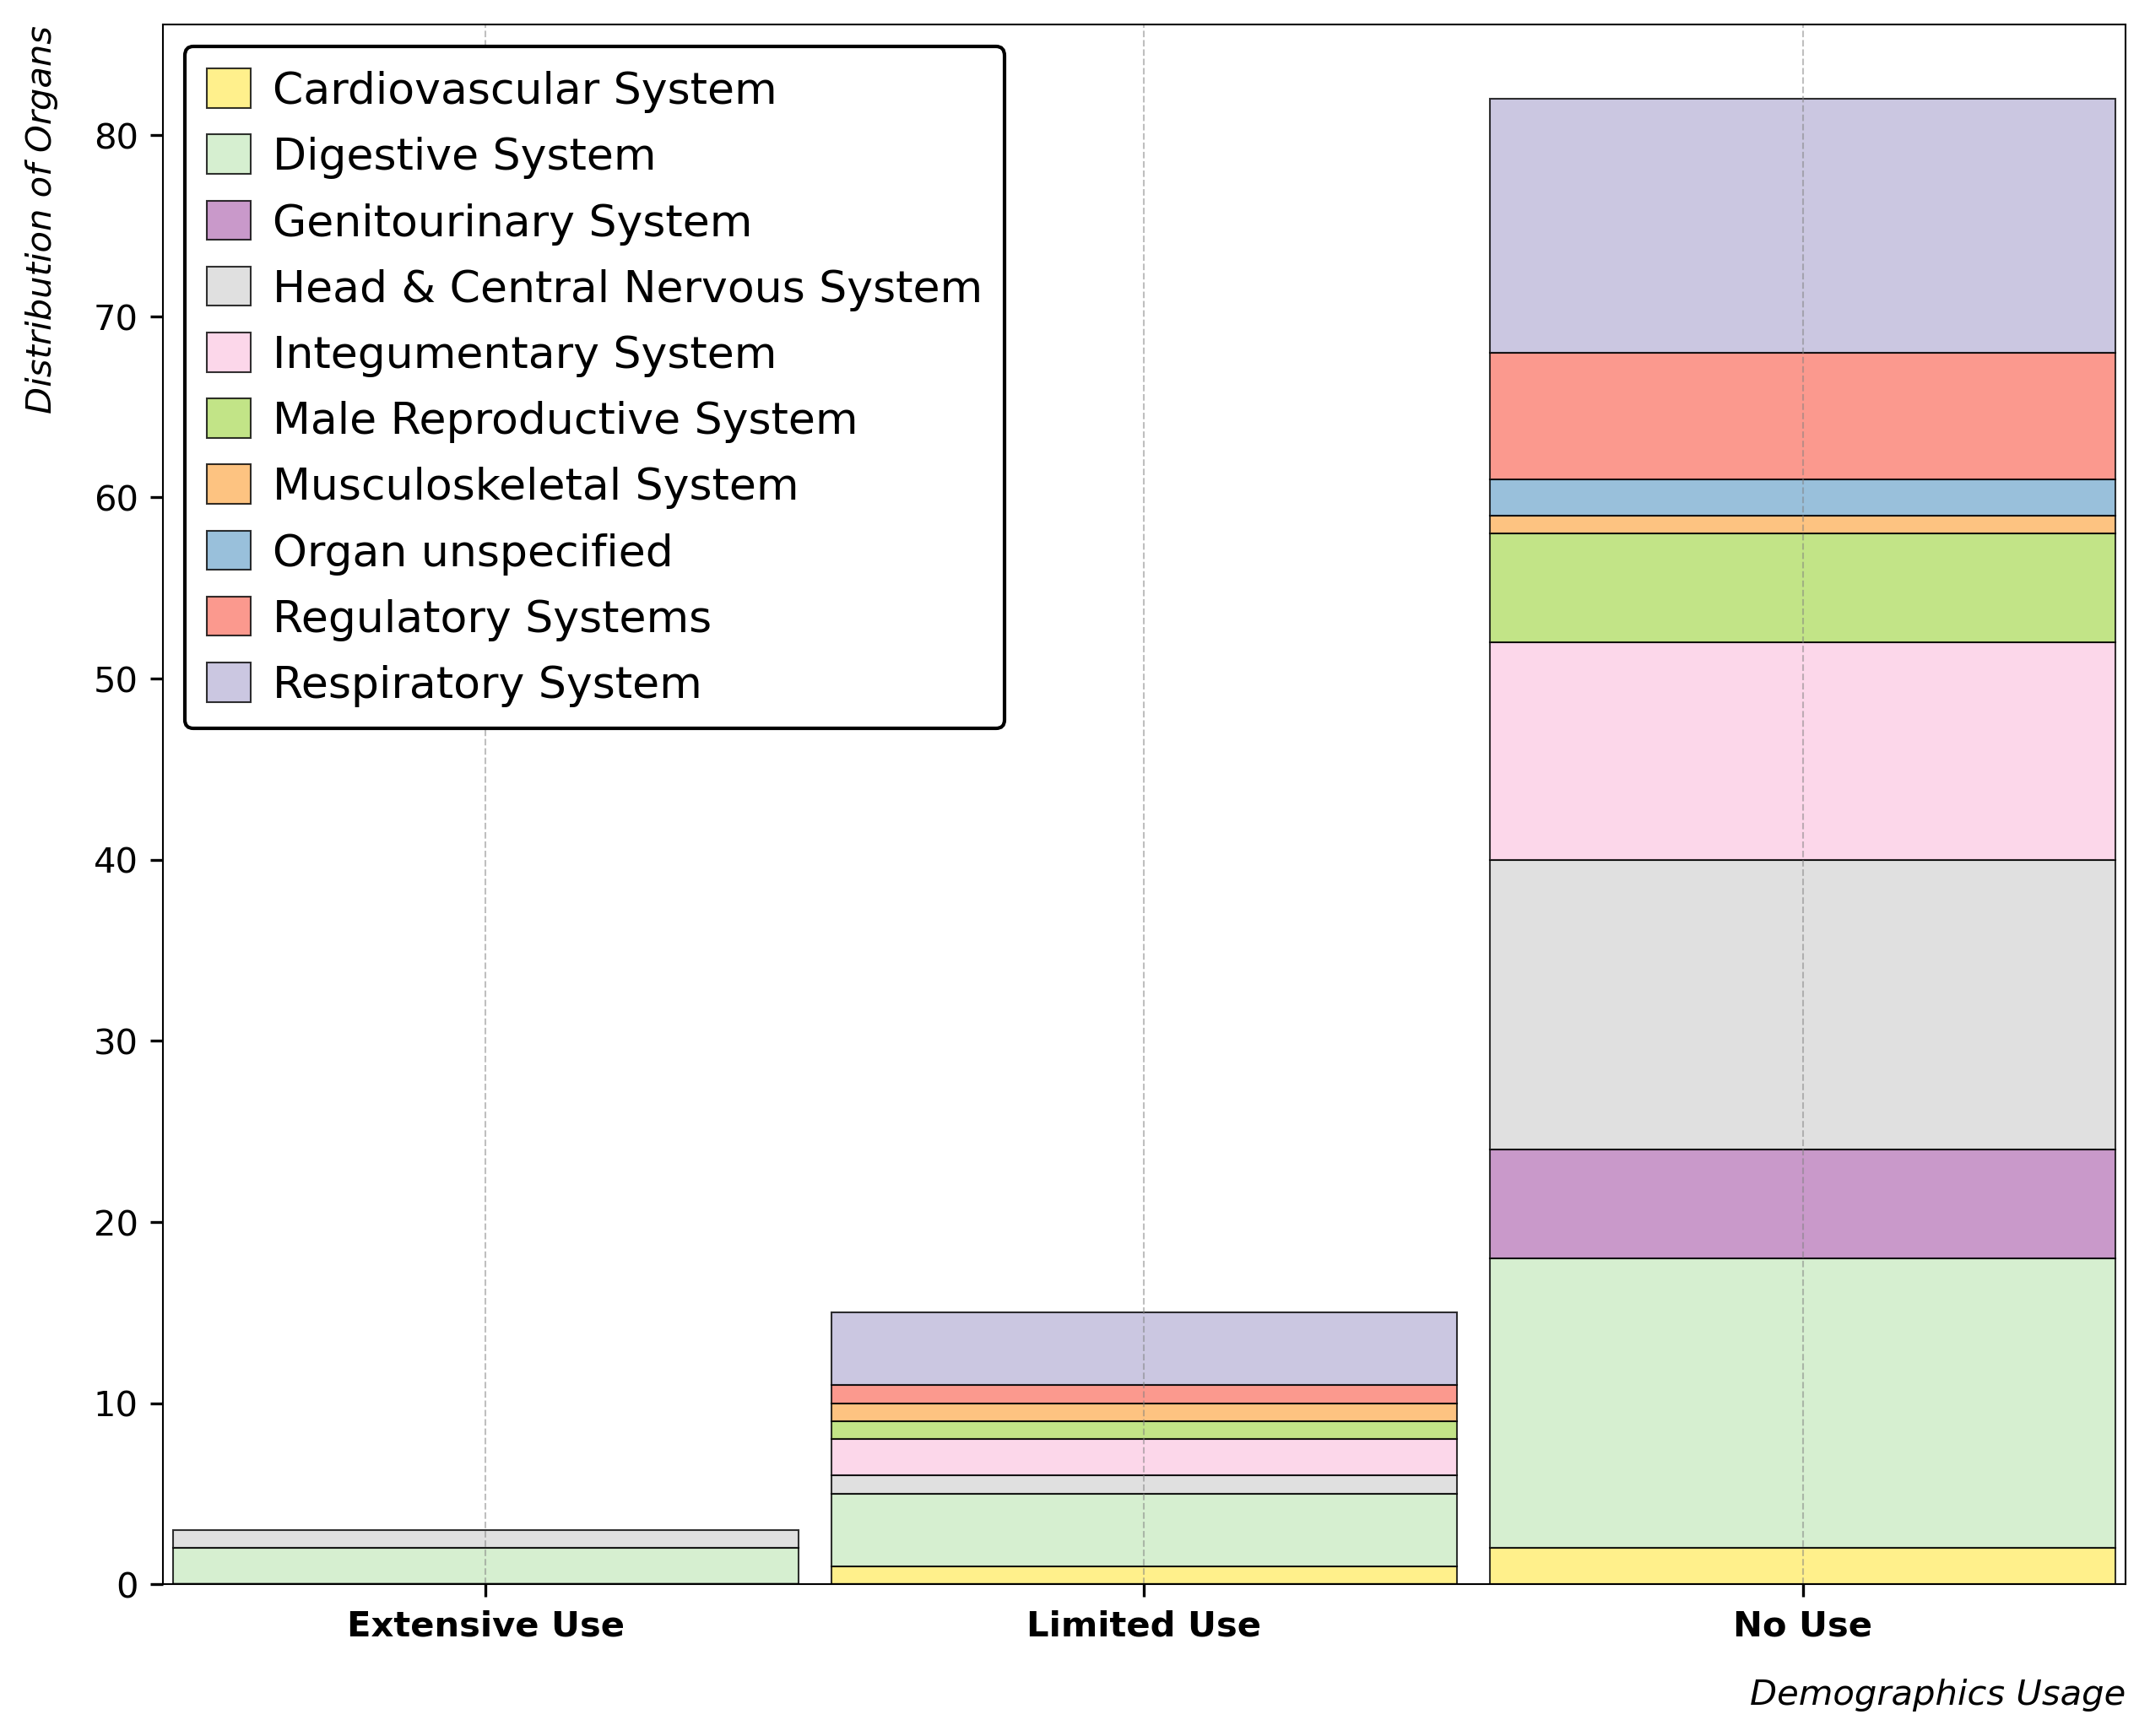 Distribution of Organs
80
70
60
50
40
30
20
10
0
Cardiovascular System
Digestive System
Genitourinary System
Head & Central Nervous System
Integumentary System
Male Reproductive System
Musculoskeletal System
Organ unspecified
Regulatory Systems
Respiratory System
Extensive Use
Limited Use
No Use
Demographics Usage